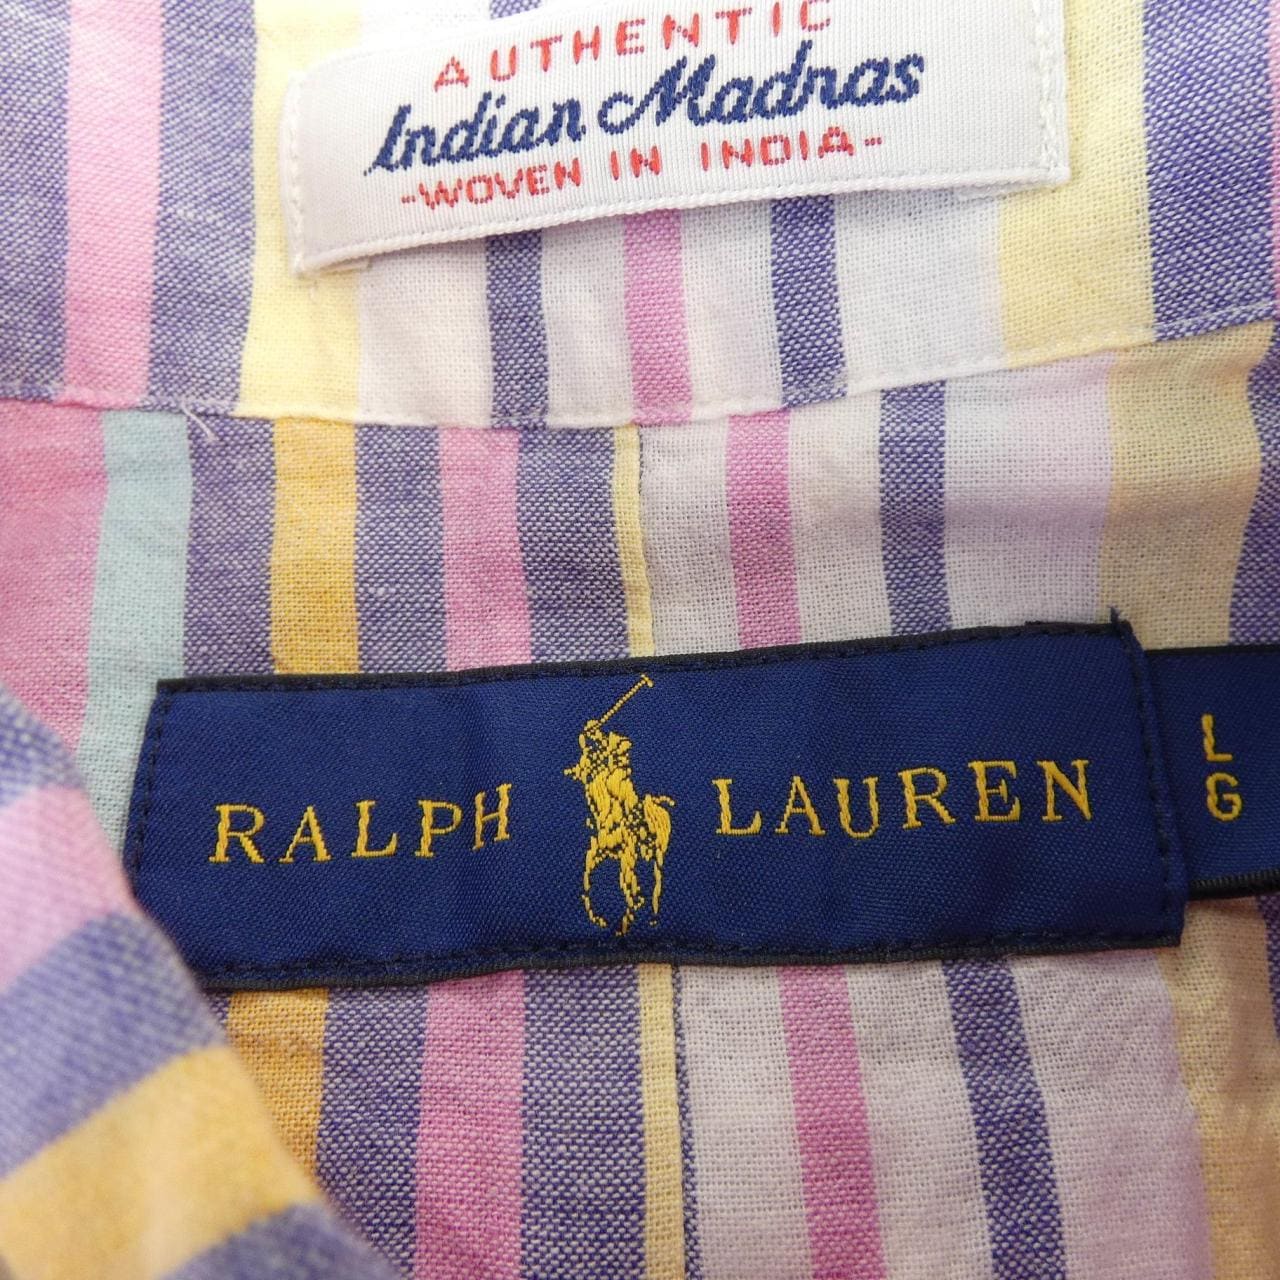 AUTHENTIC
Indian Madras
-WOVEN IN INDIA-
RALPH LAUREN
L
G